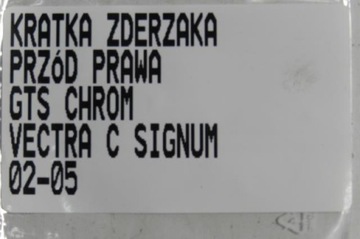 KRATKA ZDERZAKA
PRZóD PRAWA
GTS CHROM
VECTRA C SIGNUM
02-05